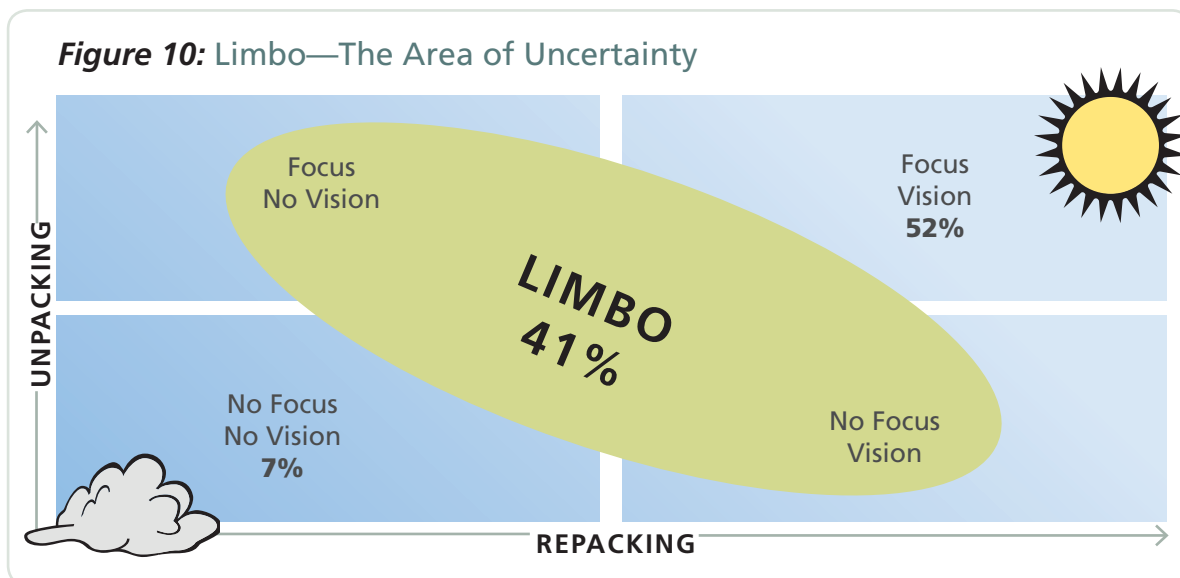 Figure 10: Limbo—The Area of Uncertainty
Focus
No Vision
Focus
Vision
52%
LIMBO
41%
No Focus
No Vision
7%
No Focus
Vision
UNPACKING
REPACKING